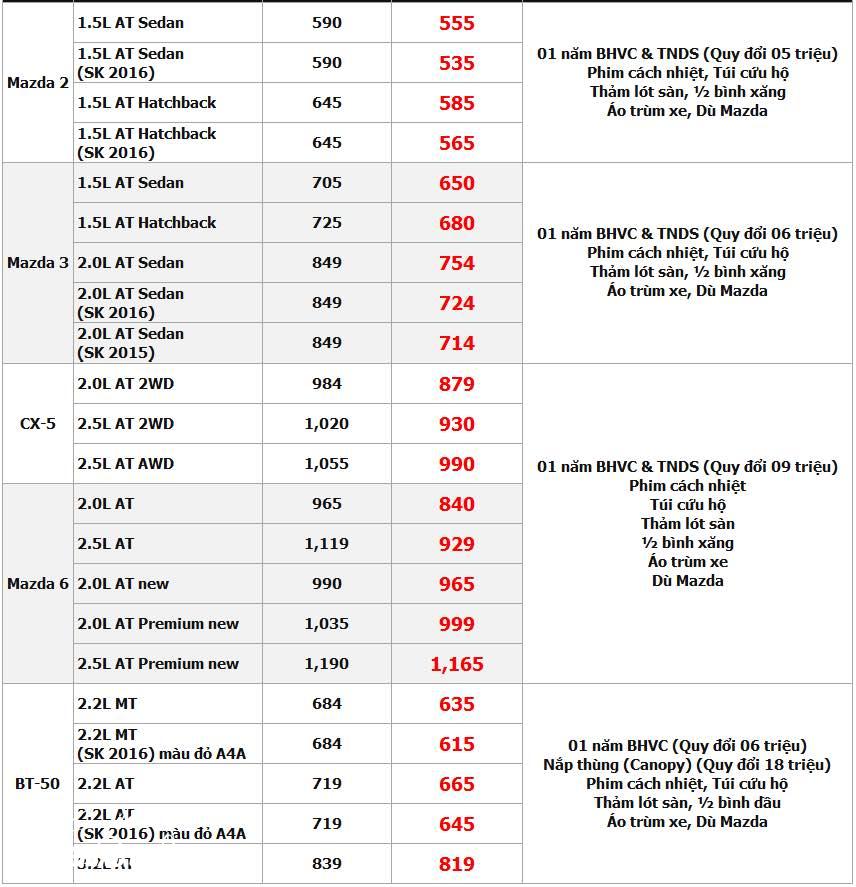 Mazda 2
1.5L AT Sedan 590 555
1.5L AT Sedan
(SK 2016) 590 535
1.5L AT Hatchback 645 585
1.5L AT Hatchback
(SK 2016) 645 565
01 năm BHVC & TNDS (Quy đổi 05 triệu)
Phim cách nhiệt, Túi cứu hộ
Thảm lót sàn, ½ bình xăng
Áo trùm xe, Dù Mazda
Mazda 3
1.5L AT Sedan 705 650
1.5L AT Hatchback 725 680
2.0L AT Sedan 849 754
2.0L AT Sedan
(SK 2016) 849 724
2.0L AT Sedan
(SK 2015) 849 714
01 năm BHVC & TNDS (Quy đổi 06 triệu)
Phim cách nhiệt, Túi cứu hộ
Thảm lót sàn, ½ bình xăng
Áo trùm xe, Dù Mazda
CX-5
2.0L AT 2WD 984 879
2.5L AT 2WD 1,020 930
2.5L AT AWD 1,055 990
Mazda 6
2.0L AT 965 840
2.5L AT 1,119 929
2.0L AT new 990 965
2.0L AT Premium new 1,035 999
2.5L AT Premium new 1,190 1,165
01 năm BHVC & TNDS (Quy đổi 09 triệu)
Phim cách nhiệt
Túi cứu hộ
Thảm lót sàn
½ bình xăng
Áo trùm xe
Dù Mazda
BT-50
2.2L MT 684 635
2.2L MT
(SK 2016) màu đỏ A4A 684 615
2.2L AT 719 665
2.2L AT
(SK 2016) màu đỏ A4A 719 645
3.2L AT 839 819
01 năm BHVC (Quy đổi 06 triệu)
Nắp thùng (Canopy) (Quy đổi 18 triệu)
Phim cách nhiệt, Túi cứu hộ
Thảm lót sàn, ½ bình dầu
Áo trùm xe, Dù Mazda